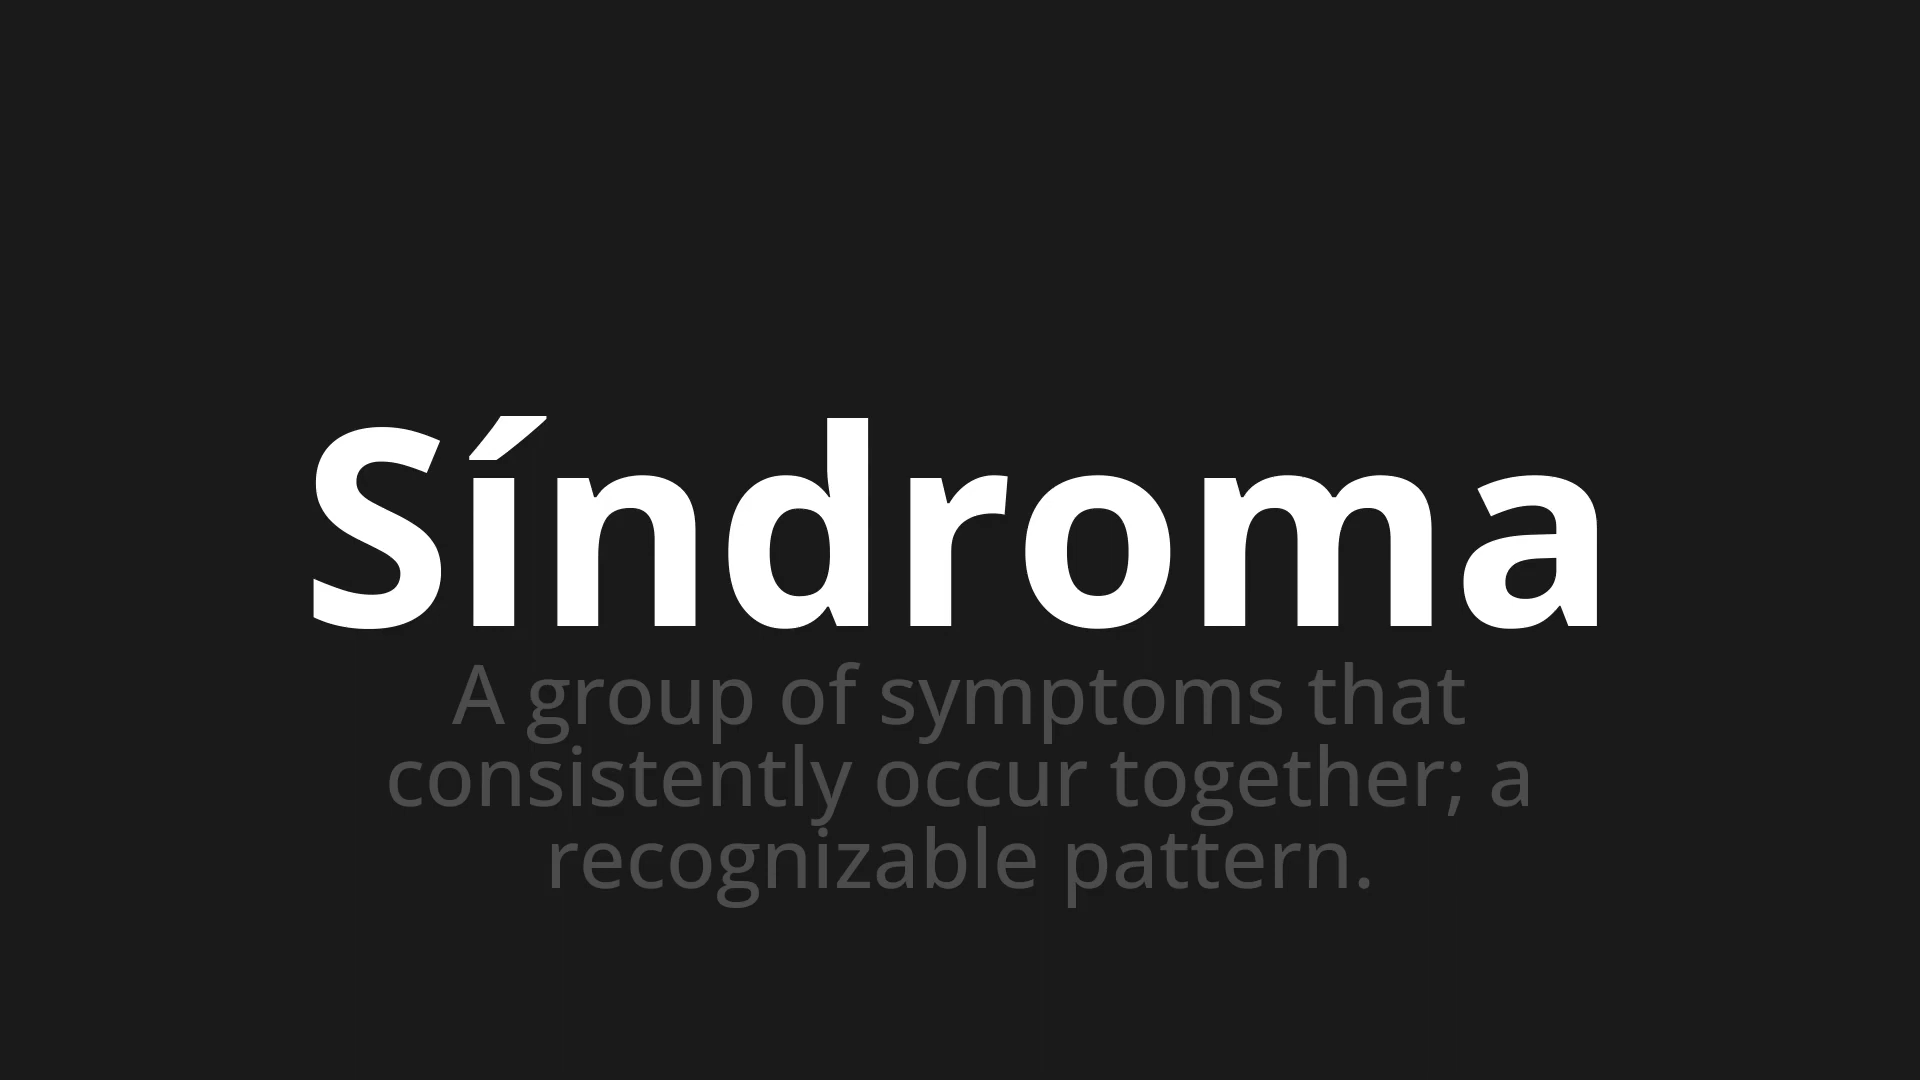 Síndroma
A group of symptoms that
consistently occur together; a
recognizable pattern.